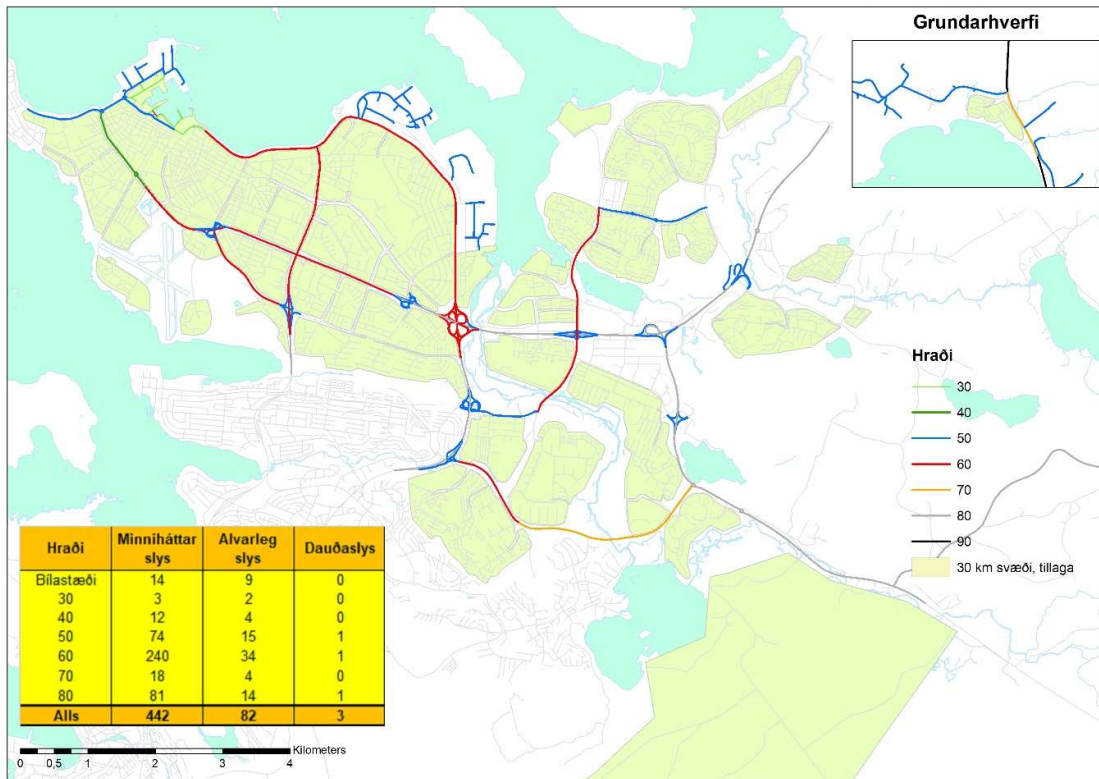 Grundarhverfi
Hraði
30
40
50
60
70
80
90
30 km svæði, tillaga
Hraði Minniháttar slys Alvarleg slys Dauðaslys
Bílastæði 14 9 0
30 3 2 0
40 12 4 0
50 74 15 1
60 240 34 1
70 18 4 0
80 81 14 1
Alls 442 82 3
Kilometers
0 0,5 1 2 3 4